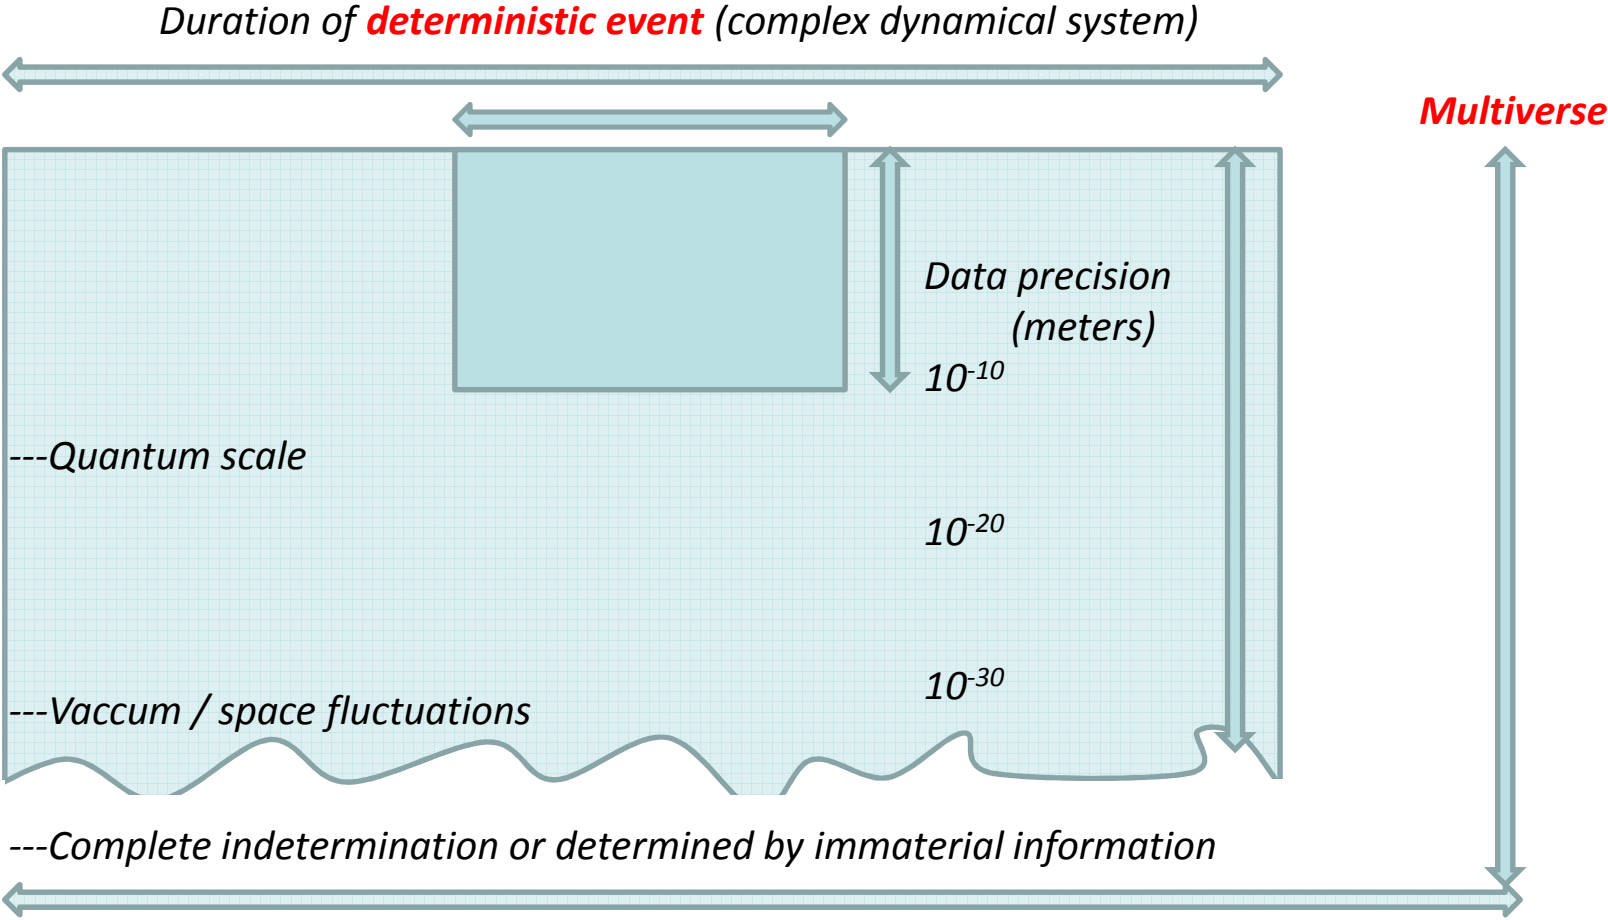 Duration of deterministic event (complex dynamical system)
Multiverse
Data precision
(meters)
10⁻¹⁰
---Quantum scale
10⁻²⁰
10⁻³⁰
---Vaccum / space fluctuations
---Complete indetermination or determined by immaterial information